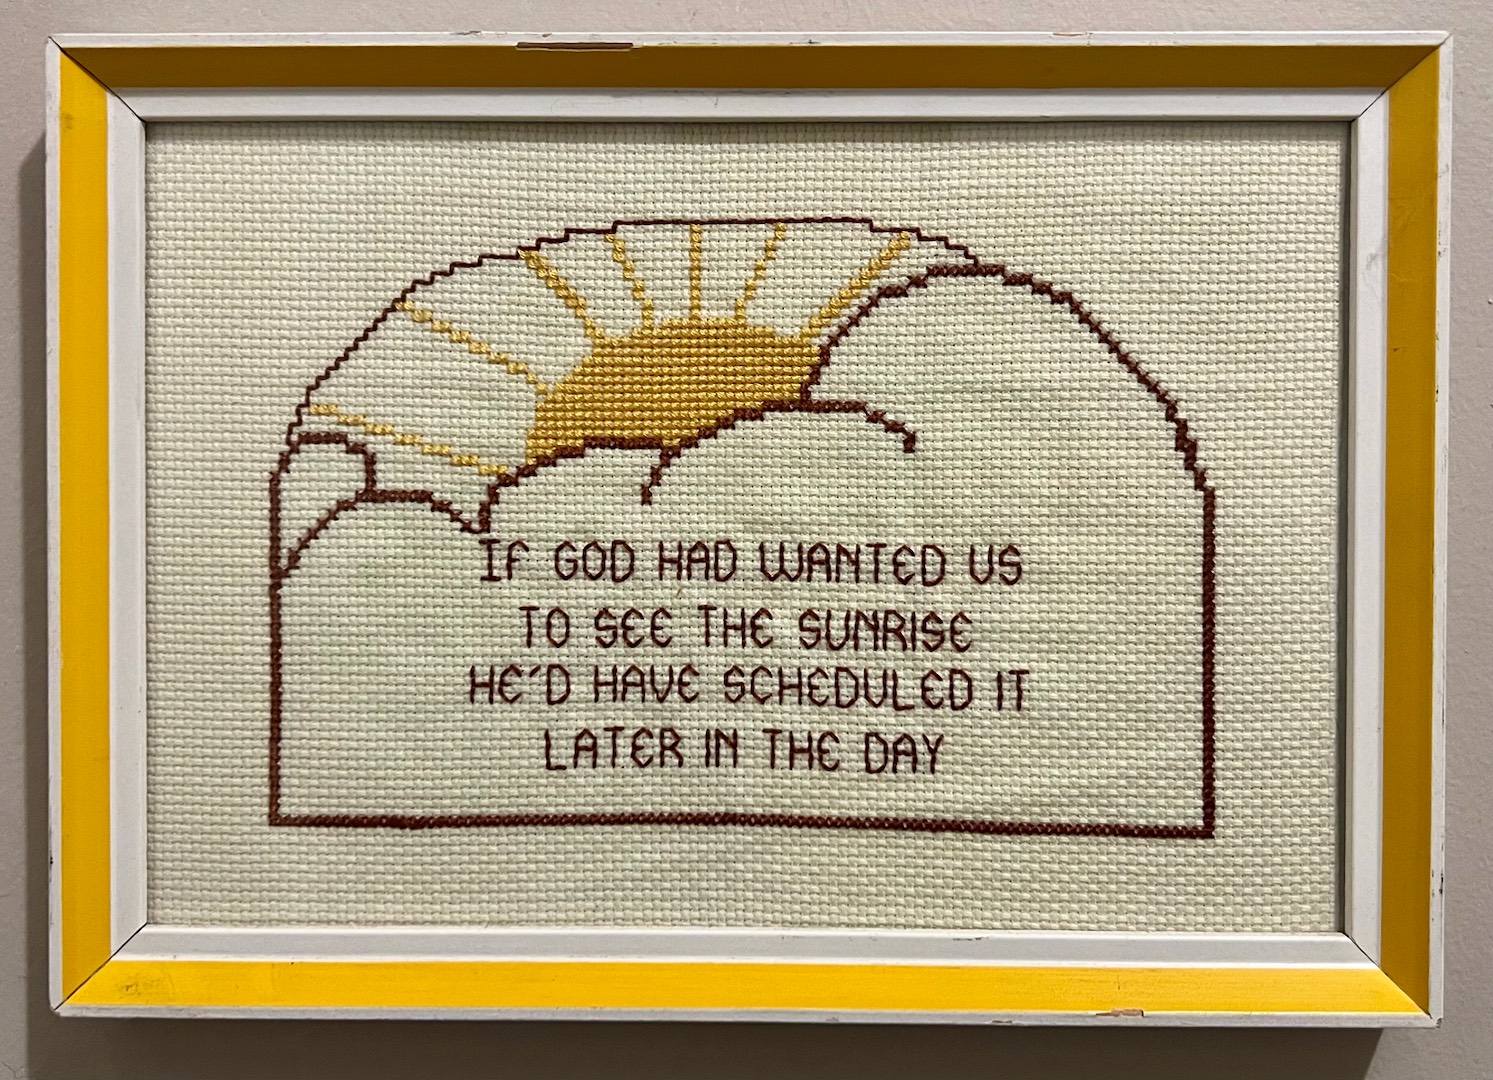 IF GOD HAD WANTED US
TO SEE THE SUNRISE
HE'D HAVE SCHEDULED IT
LATER IN THE DAY